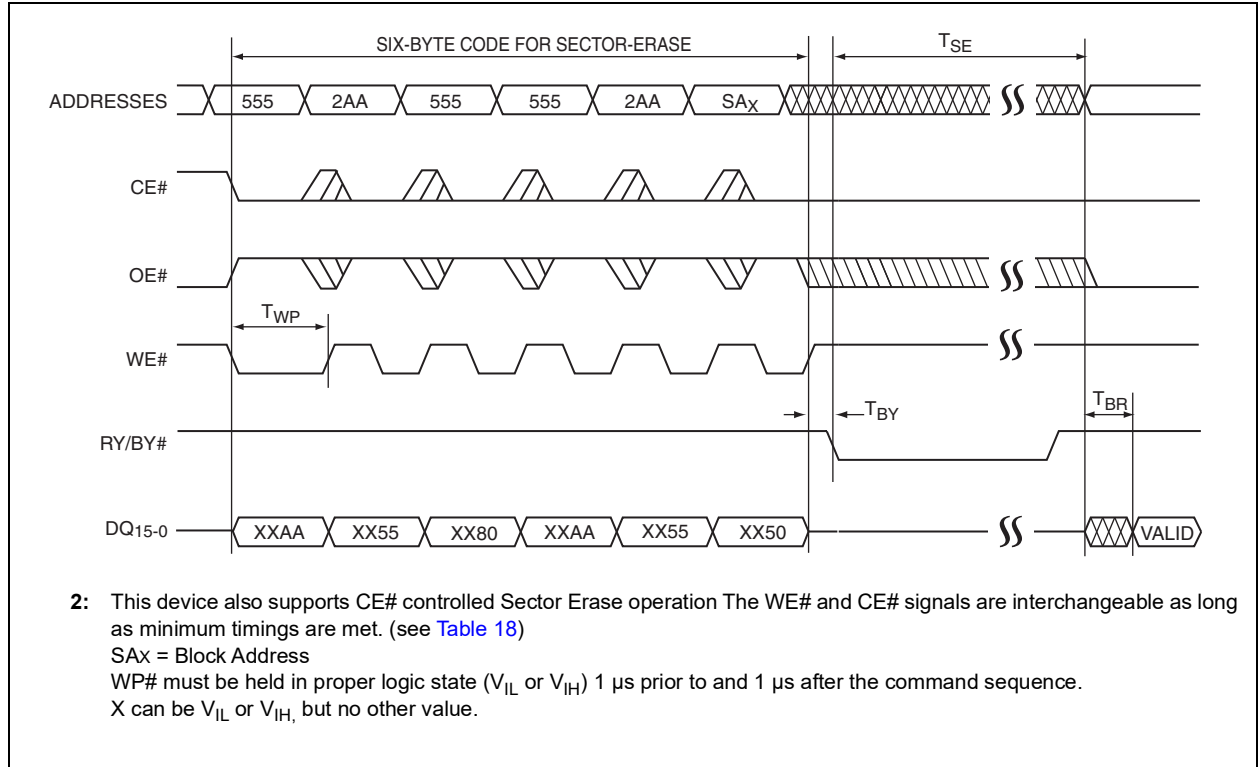 SIX-BYTE CODE FOR SECTOR-ERASE
TSE
ADDRESSES 555 2AA 555 555 2AA SAX
CE#
OE#
TWP
WE#
TBY
TBR
RY/BY#
DQ15-0 XXAA XX55 XX80 XXAA XX55 XX50 VALID
2: This device also supports CE# controlled Sector Erase operation The WE# and CE# signals are interchangeable as long
as minimum timings are met. (see Table 18)
SAX = Block Address
WP# must be held in proper logic state (VIL or VIH) 1 µs prior to and 1 µs after the command sequence.
X can be VIL or VIH, but no other value.